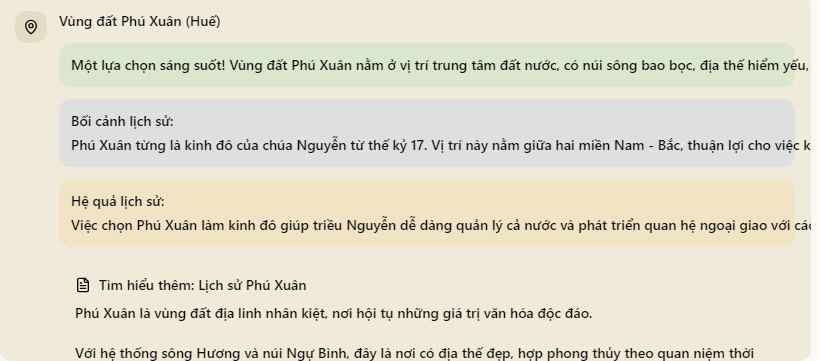 Vùng đất Phú Xuân (Huế)
Một lựa chọn sáng suốt! Vùng đất Phú Xuân nằm ở vị trí trung tâm đất nước, có núi sông bao bọc, địa thế hiểm yếu,
Bối cảnh lịch sử:
Phú Xuân từng là kinh đô của chúa Nguyễn từ thế kỷ 17. Vị trí này nằm giữa hai miền Nam - Bắc, thuận lợi cho việc
Hệ quả lịch sử:
Việc chọn Phú Xuân làm kinh đô giúp triều Nguyễn dễ dàng quản lý cả nước và phát triển quan hệ ngoại giao với
Tìm hiểu thêm: Lịch sử Phú Xuân
Phú Xuân là vùng đất địa linh nhân kiệt, nơi hội tụ những giá trị văn hóa độc đáo.
Với hệ thống sông Hương và núi Ngự Bình, đây là nơi có địa thế đẹp, hợp phong thủy theo quan niệm thời